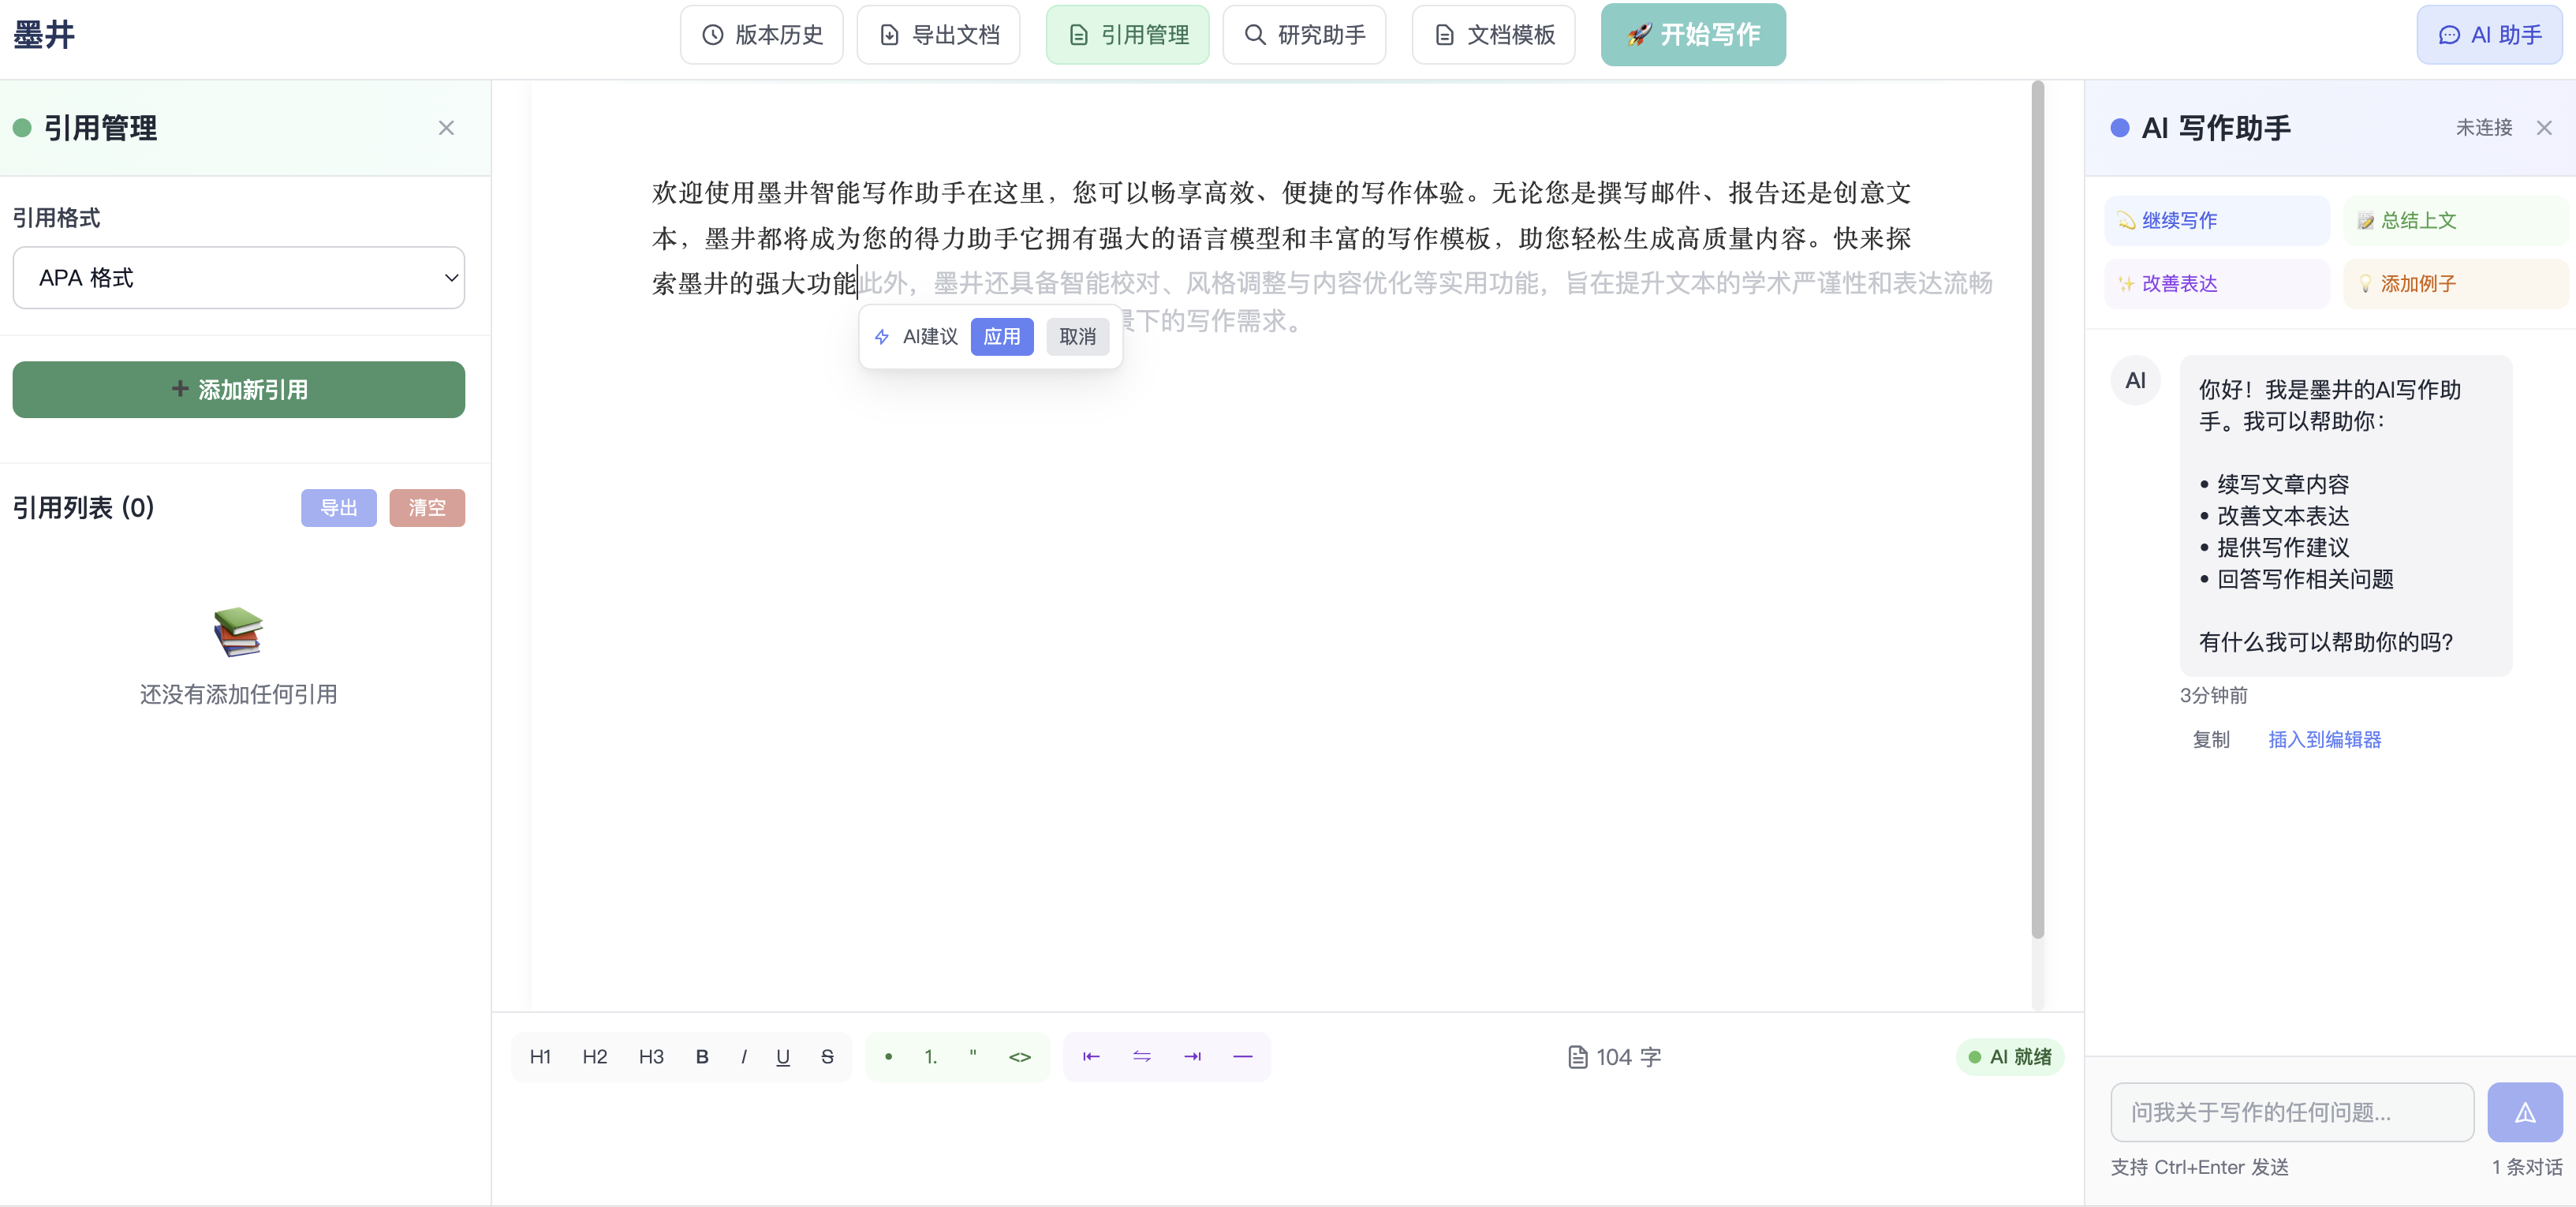 墨井
版本历史
导出文档
引用管理
研究助手
文档模板
🚀 开始写作
AI 助手
引用管理
×
引用格式
APA 格式
+ 添加新引用
引用列表 (0)
导出
清空
还没有添加任何引用
欢迎使用墨井智能写作助手在这里，您可以畅享高效、便捷的写作体验。无论您是撰写邮件、报告还是创意文
本，墨井都将成为您的得力助手它拥有强大的语言模型和丰富的写作模板，助您轻松生成高质量内容。快来探
索墨井的强大功能此外，墨井还具备智能校对、风格调整与内容优化等实用功能，旨在提升文本的学术严谨性和表达流畅
下的写作需求。
AI建议
应用
取消
H1 H2 H3 B I U S
• 1. " <>
104 字
AI 就绪
AI 写作助手
未连接
×
继续写作
总结上文
改善表达
添加例子
AI
你好！我是墨井的AI写作助
手。我可以帮助你：
• 续写文章内容
• 改善文本表达
• 提供写作建议
• 回答写作相关问题
有什么我可以帮助你的吗？
3分钟前
复制
插入到编辑器
问我关于写作的任何问题...
支持 Ctrl+Enter 发送
1 条对话